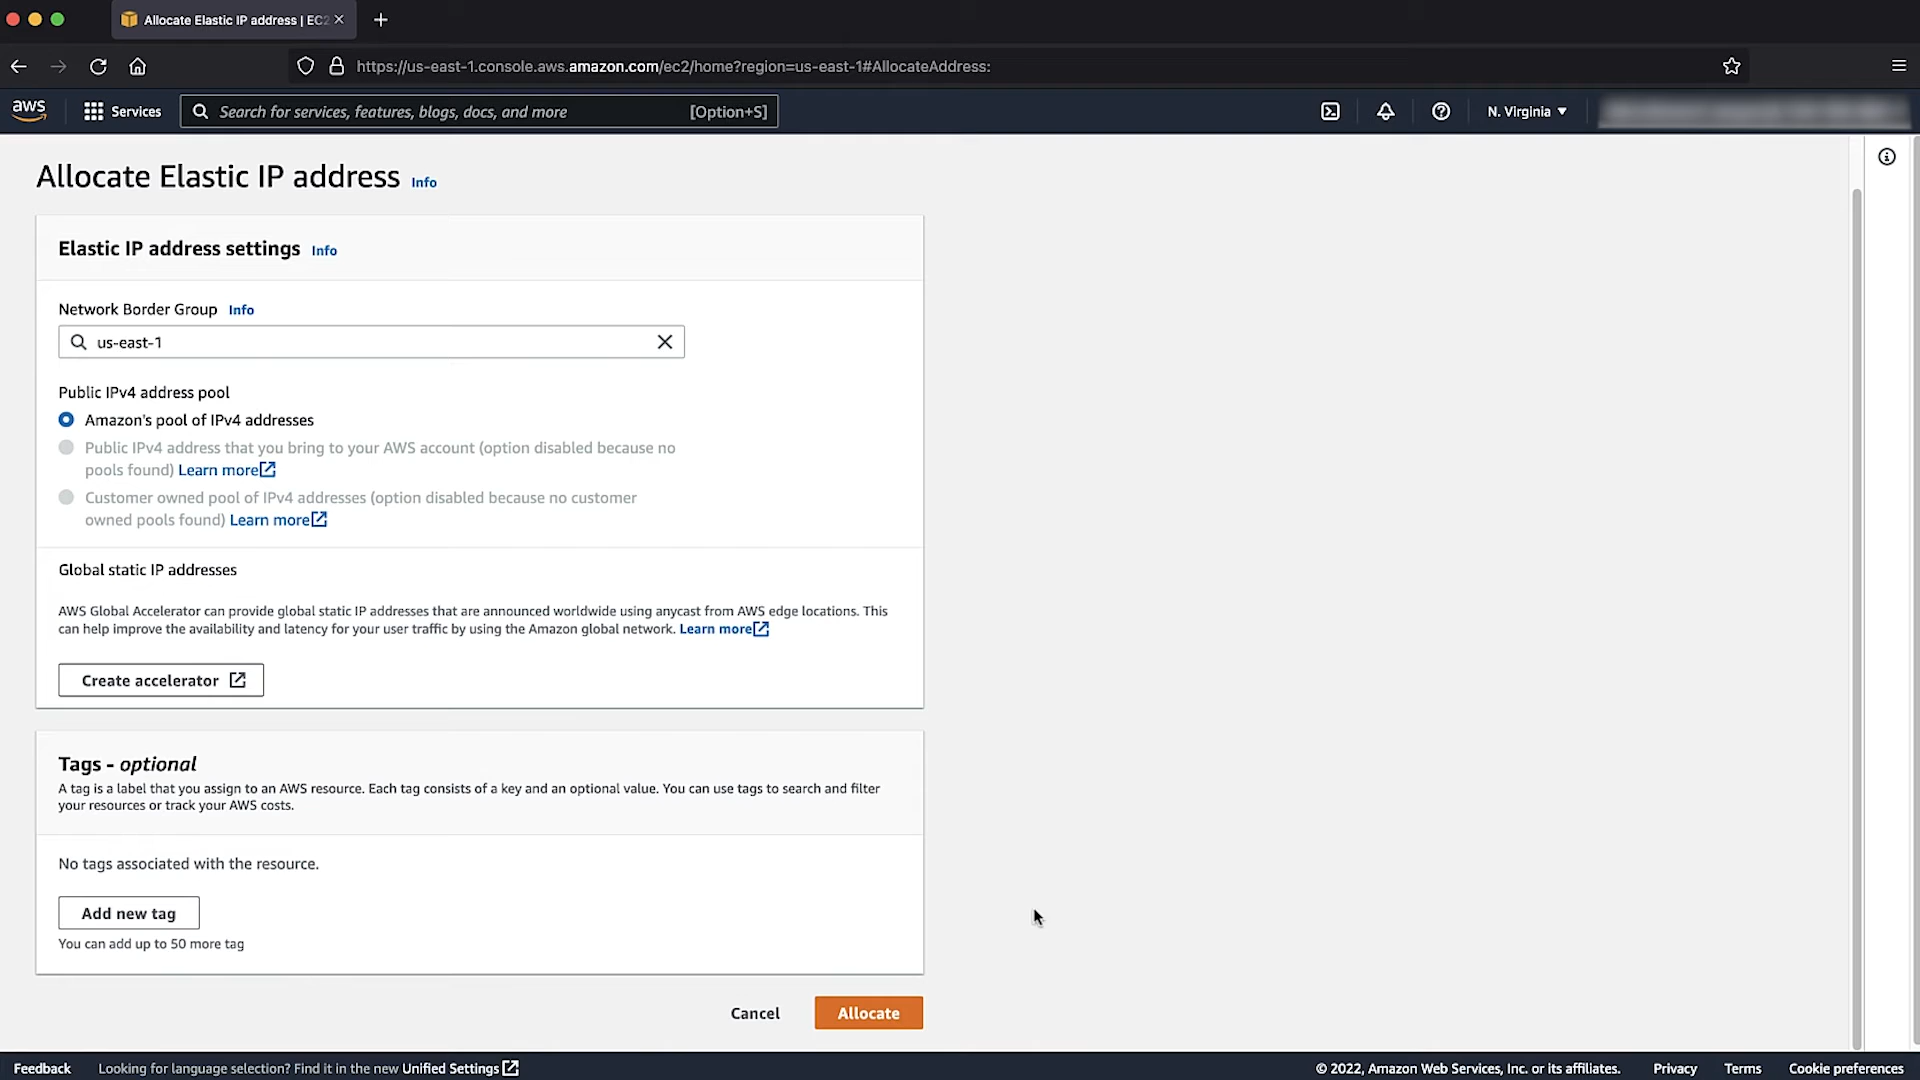 Allocate Elastic IP address | EC2
https://us-east-1.console.aws.amazon.com/ec2/home?region=us-east-1#AllocateAddress:
aws
Services
Search for services, features, blogs, docs, and more
[Option+S]
N. Virginia
Allocate Elastic IP address Info
Elastic IP address settings Info
Network Border Group Info
us-east-1
Public IPv4 address pool
Amazon's pool of IPv4 addresses
Public IPv4 address that you bring to your AWS account (option disabled because no
pools found) Learn more
Customer owned pool of IPv4 addresses (option disabled because no customer
owned pools found) Learn more
Global static IP addresses
AWS Global Accelerator can provide global static IP addresses that are announced worldwide using anycast from AWS edge locations. This
can help improve the availability and latency for your user traffic by using the Amazon global network. Learn more
Create accelerator
Tags - optional
A tag is a label that you assign to an AWS resource. Each tag consists of a key and an optional value. You can use tags to search and filter
your resources or track your AWS costs.
No tags associated with the resource.
Add new tag
You can add up to 50 more tag
Cancel
Allocate
Feedback
Looking for language selection? Find it in the new Unified Settings
© 2022, Amazon Web Services, Inc. or its affiliates.
Privacy
Terms
Cookie preferences